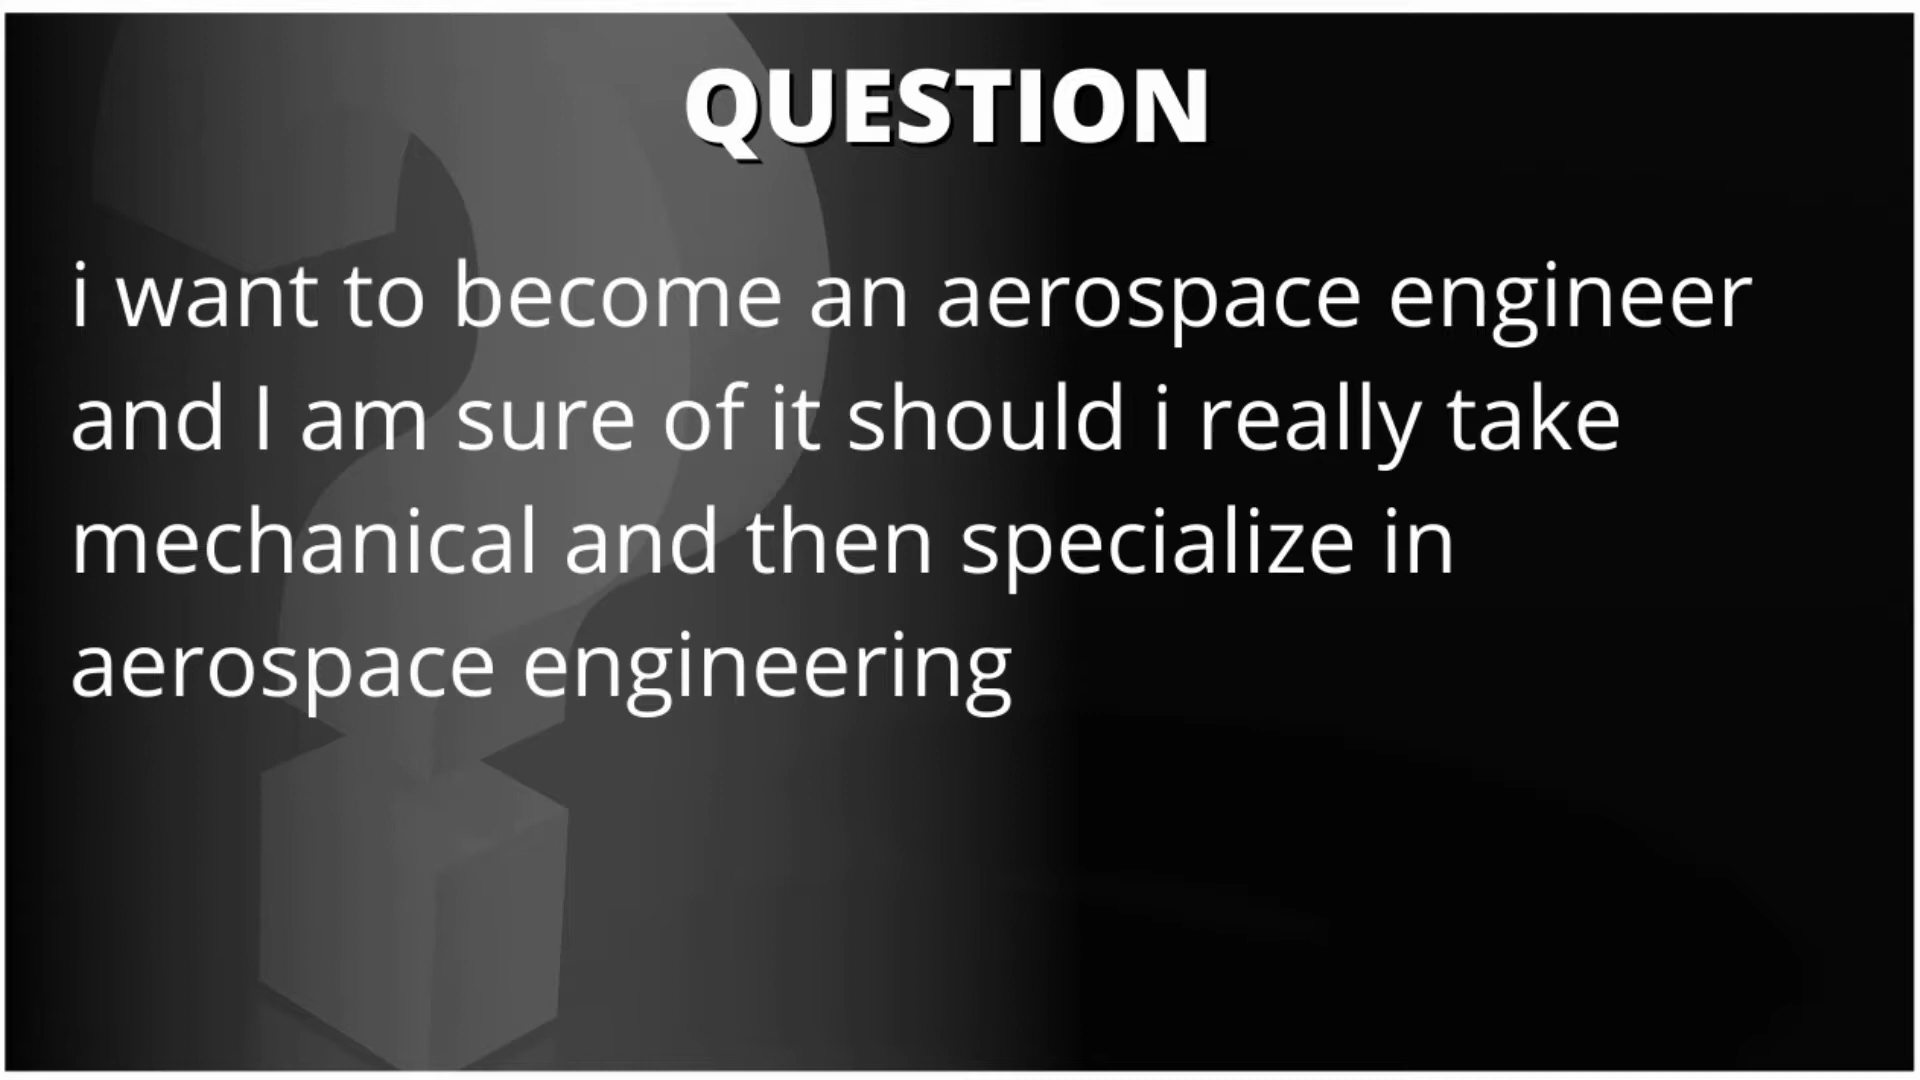 QUESTION
i want to become an aerospace engineer
and I am sure of it should i really take
mechanical and then specialize in
aerospace engineering